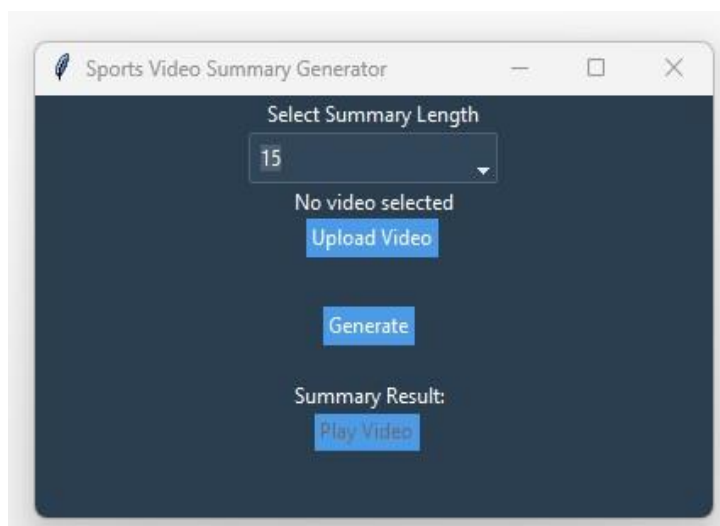 Sports Video Summary Generator
Select Summary Length
15
No video selected
Upload Video
Generate
Summary Result:
Play Video